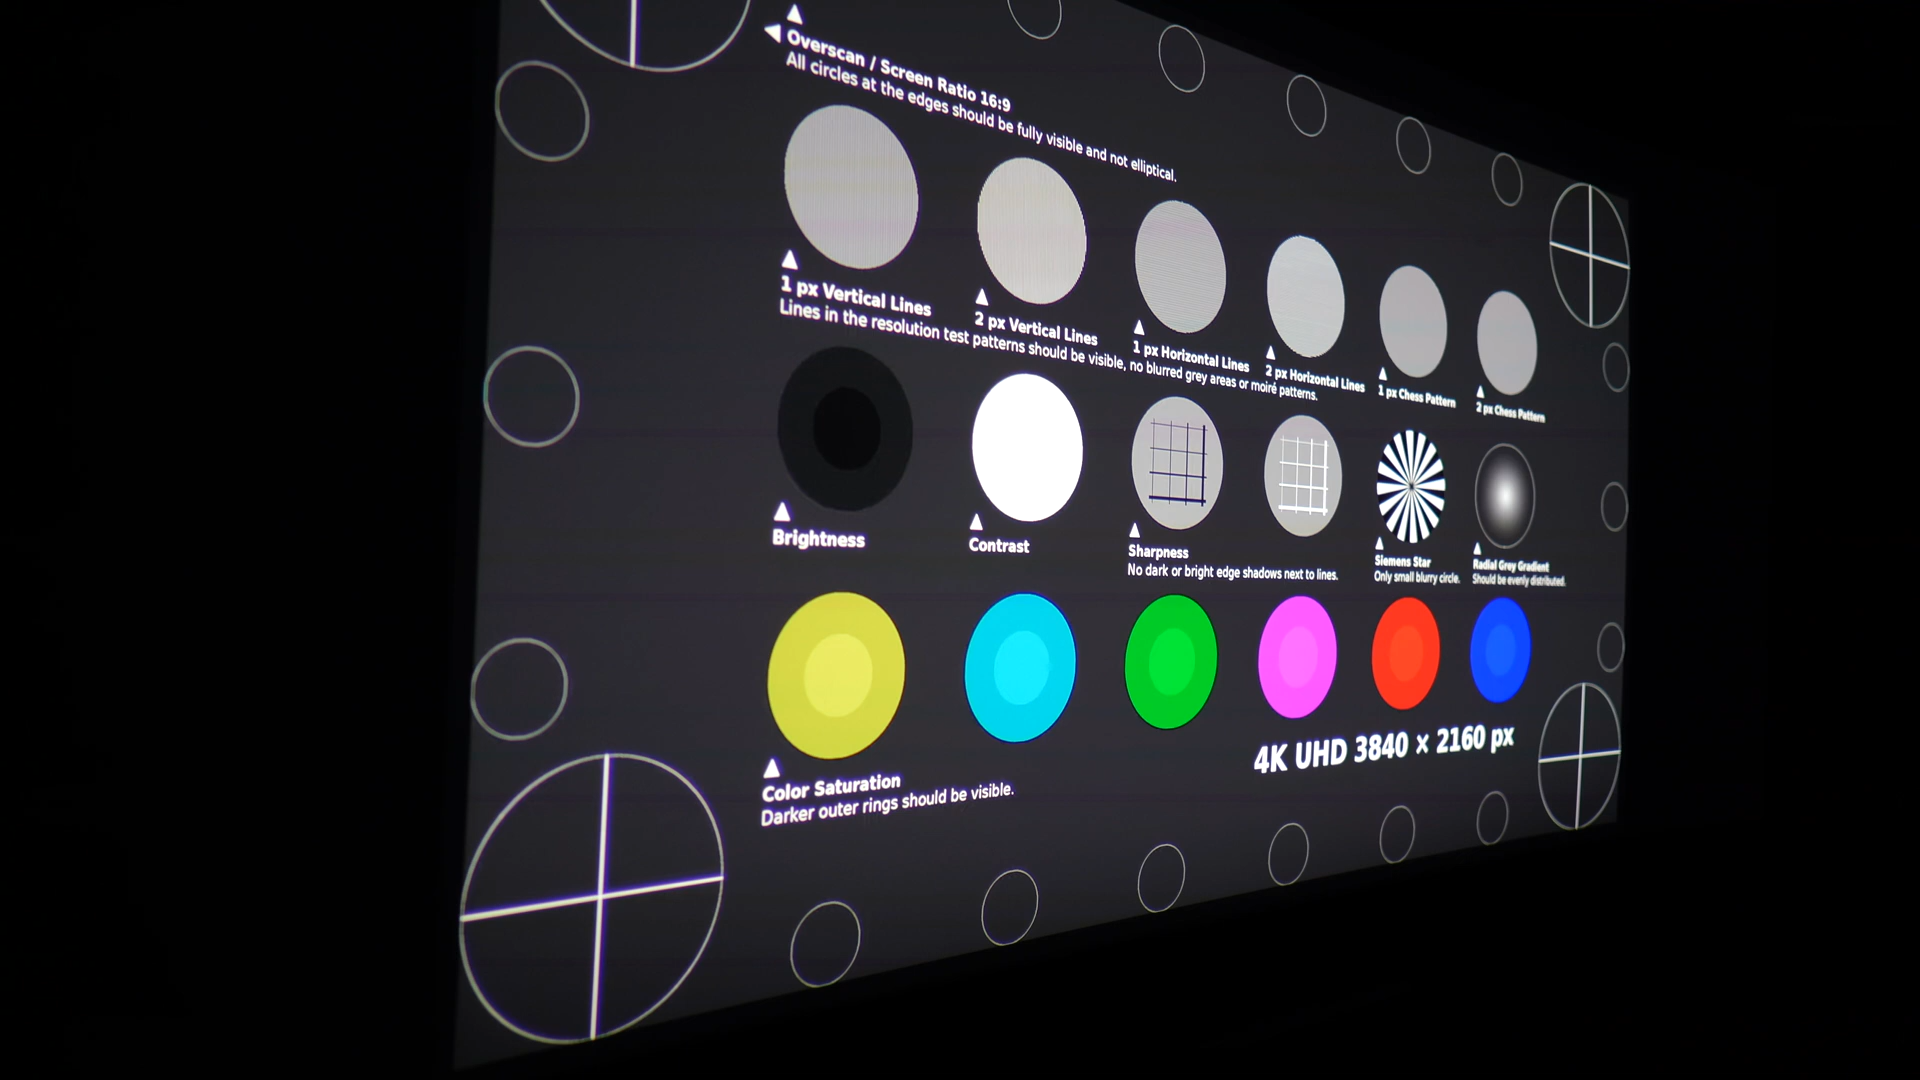 Overscan / Screen Ratio 16:9
All circles at the edges should be fully visible and not elliptical.
1 px Vertical Lines
2 px Vertical Lines
1 px Horizontal Lines
2 px Horizontal Lines
1 px Chess Pattern
2 px Chess Pattern
Lines in the resolution test patterns should be visible, no blurred grey areas or moiré patterns.
Brightness
Contrast
Sharpness
No dark or bright edge shadows next to lines.
Siemens Star
Only small blurry circle.
Radial Grey Gradient
Should be evenly distributed.
Color Saturation
Darker outer rings should be visible.
4K UHD 3840 × 2160 px